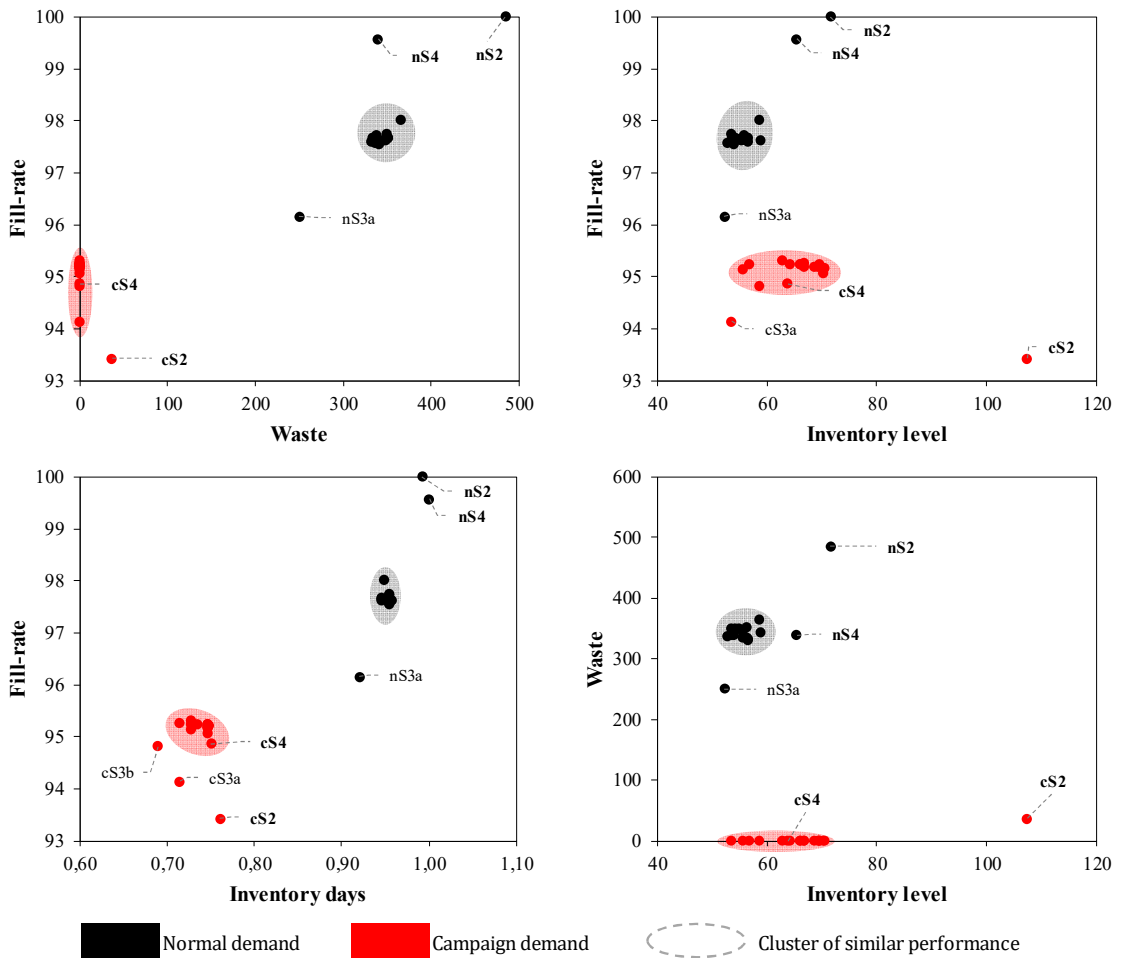 100
99
98
97
96
95
94
93
Fill-rate
nS4
nS2
nS3a
cS4
cS2
0
100
200
300
400
500
Waste
100
99
98
97
96
95
94
93
Fill-rate
nS2
nS4
nS3a
cS4
cS3a
cS2
40
60
80
100
120
Inventory level
100
99
98
97
96
95
94
93
Fill-rate
nS2
nS4
nS3a
cS4
cS3b
cS3a
cS2
0,60
0,70
0,80
0,90
1,00
1,10
Inventory days
600
500
400
300
200
100
0
Waste
nS2
nS4
nS3a
cS4
cS2
40
60
80
100
120
Inventory level
Normal demand
Campaign demand
Cluster of similar performance